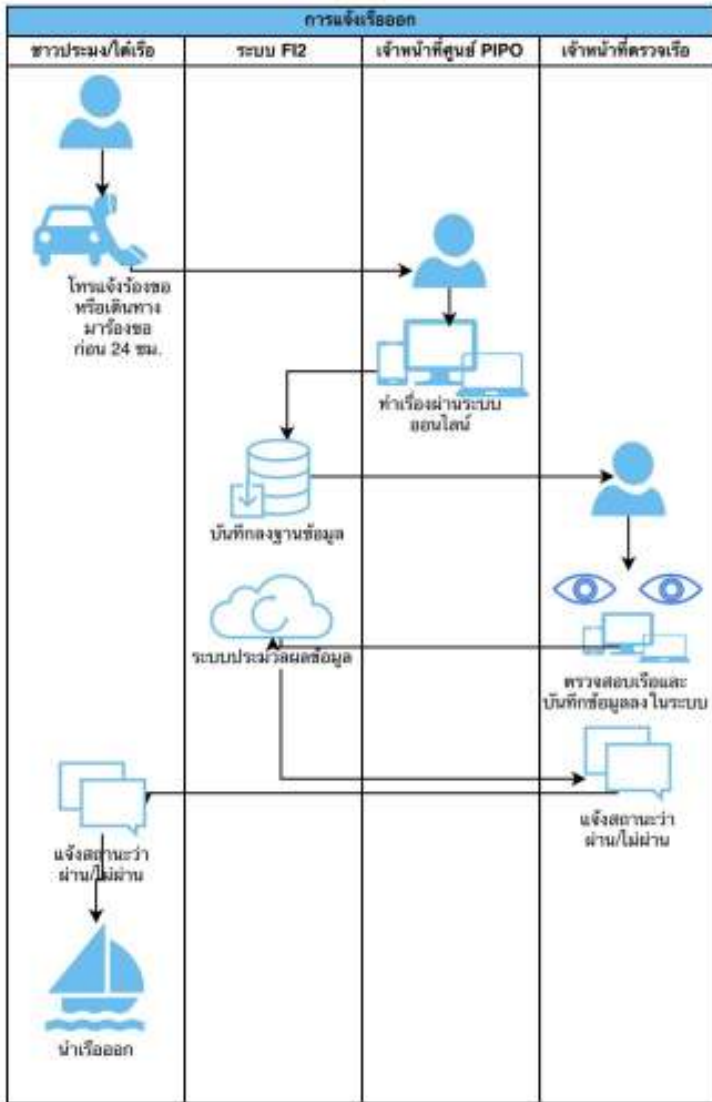 การแจ้งเรือออก
ชาวประมง/ไต๋เรือ
ระบบ FI2
เจ้าหน้าที่ศูนย์ PIPO
เจ้าหน้าที่ตรวจเรือ
โทรแจ้งร้องขอ
หรือเดินทาง
มาร้องขอ
ก่อน 24 ชม.
ทำเรื่องผ่านระบบ
ออนไลน์
บันทึกลงฐานข้อมูล
ระบบประมวลผลข้อมูล
ตรวจสอบเรือและ
บันทึกข้อมูลลงในระบบ
แจ้งสถานะว่า
ผ่าน/ไม่ผ่าน
แจ้งสถานะว่า
ผ่าน/ไม่ผ่าน
นำเรือออก